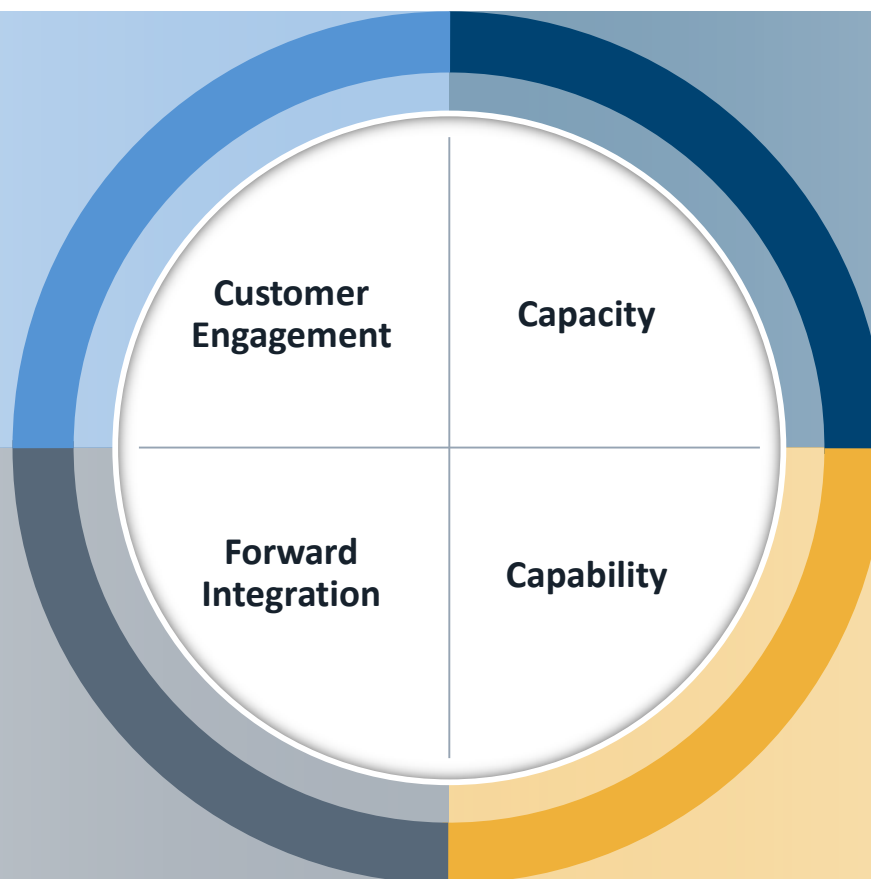 Customer
Engagement
Capacity
Forward
Integration
Capability